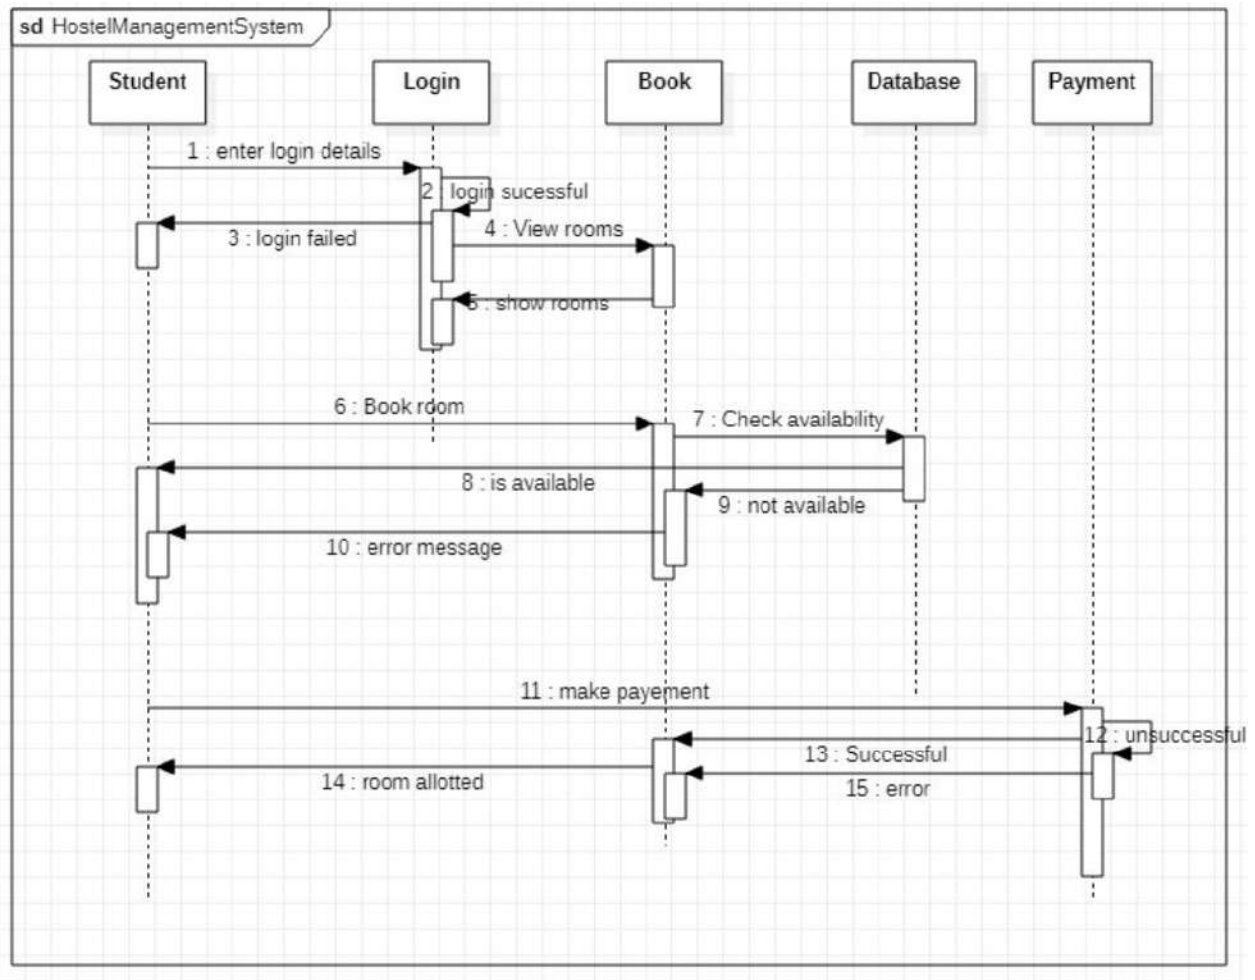 sd HostelManagementSystem
Student
Login
Book
Database
Payment
1 : enter login details
2 : login sucessful
3 : login failed
4 : View rooms
5 : show rooms
6 : Book room
7 : Check availability
8 : is available
9 : not available
10 : error message
11 : make payement
12 : unsuccessful
13 : Successful
14 : room allotted
15 : error